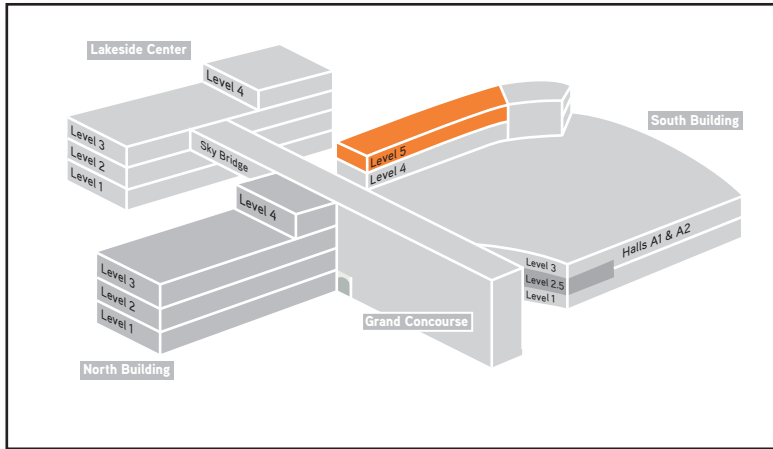 Lakeside Center
Level 4
Level 3
Level 2
Level 1
Sky Bridge
Level 5
Level 4
South Building
Level 4
Halls A1 & A2
Level 3
Level 2.5
Level 1
Level 3
Level 2
Level 1
Grand Concourse
North Building